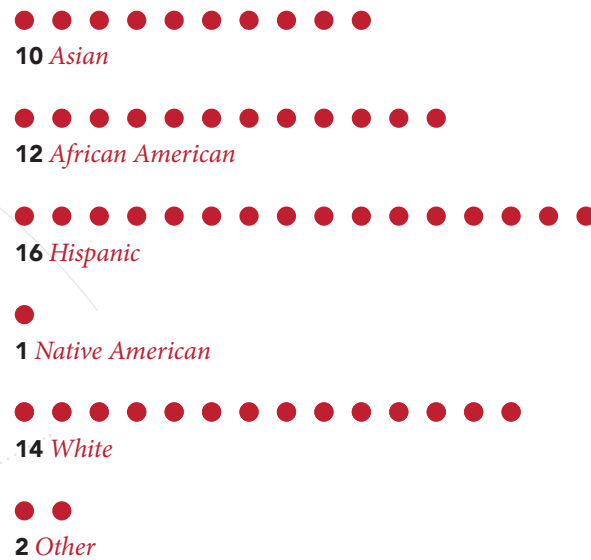 10 Asian
12 African American
16 Hispanic
1 Native American
14 White
2 Other